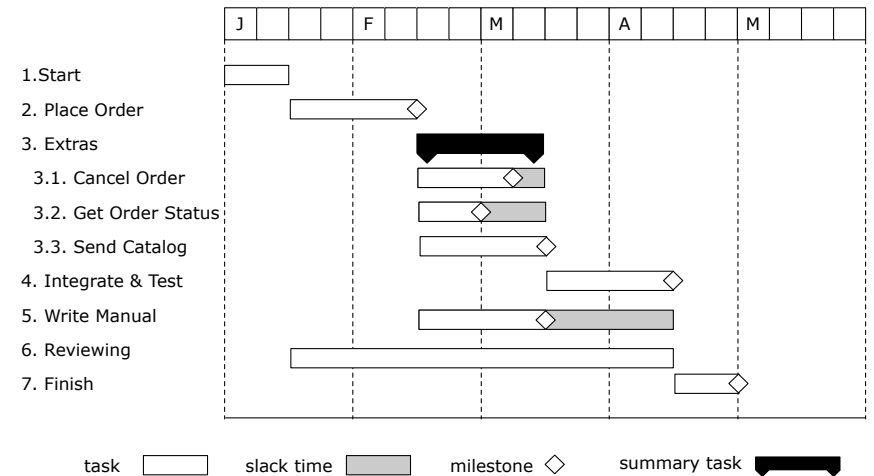 J F M A M
1.Start
2. Place Order
3. Extras
3.1. Cancel Order
3.2. Get Order Status
3.3. Send Catalog
4. Integrate & Test
5. Write Manual
6. Reviewing
7. Finish
task slack time milestone summary task